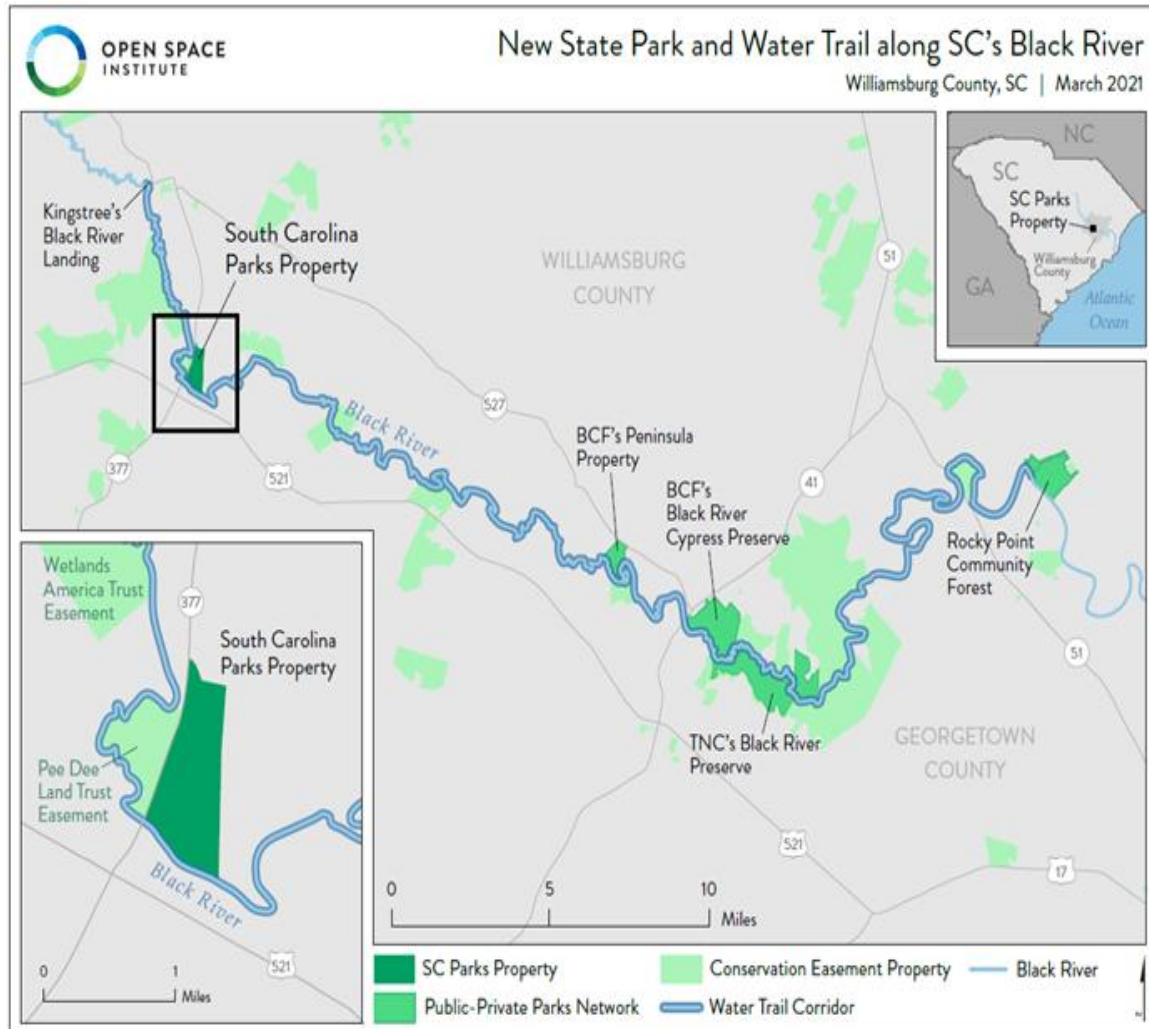 OPEN SPACE
INSTITUTE
New State Park and Water Trail along SC's Black River
Williamsburg County, SC | March 2021
Kingstree's
Black River
Landing
South Carolina
Parks Property
WILLIAMSBURG
COUNTY
51
NC
SC
SC Parks
Property
Williamsburg
County
GA
Atlantic
Ocean
377
521
Black River
527
BCF's Peninsula
Property
BCF's
Black River
Cypress Preserve
41
Rocky Point
Community
Forest
51
TNC's Black River
Preserve
GEORGETOWN
COUNTY
521
17
0 5 10
Miles
Wetlands
America Trust
Easement
377
South Carolina
Parks Property
Pee Dee
Land Trust
Easement
Black River
521
0 1
Miles
SC Parks Property
Conservation Easement Property
Black River
Public-Private Parks Network
Water Trail Corridor